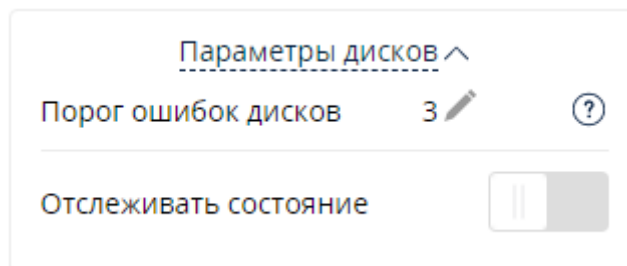 Параметры дисков
Порог ошибок дисков 3 ?
Отслеживать состояние